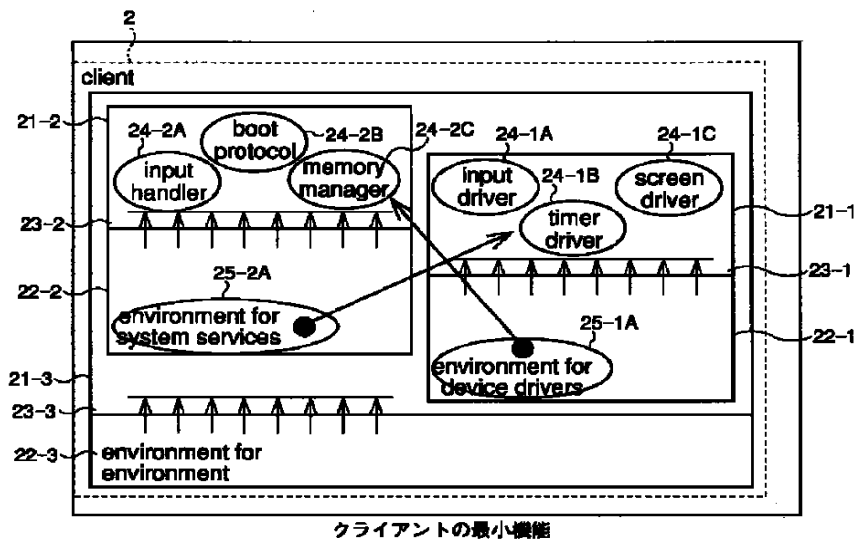 2
client
21-2
24-2A
boot
protocol
24-2B
24-2C
input
handler
memory
manager
24-1A
24-1C
input
driver
24-1B
screen
driver
timer
driver
21-1
23-2
23-1
22-2
25-2A
environment for
system services
25-1A
environment for
device drivers
22-1
21-3
23-3
22-3
environment for
environment
クライアントの最小機能